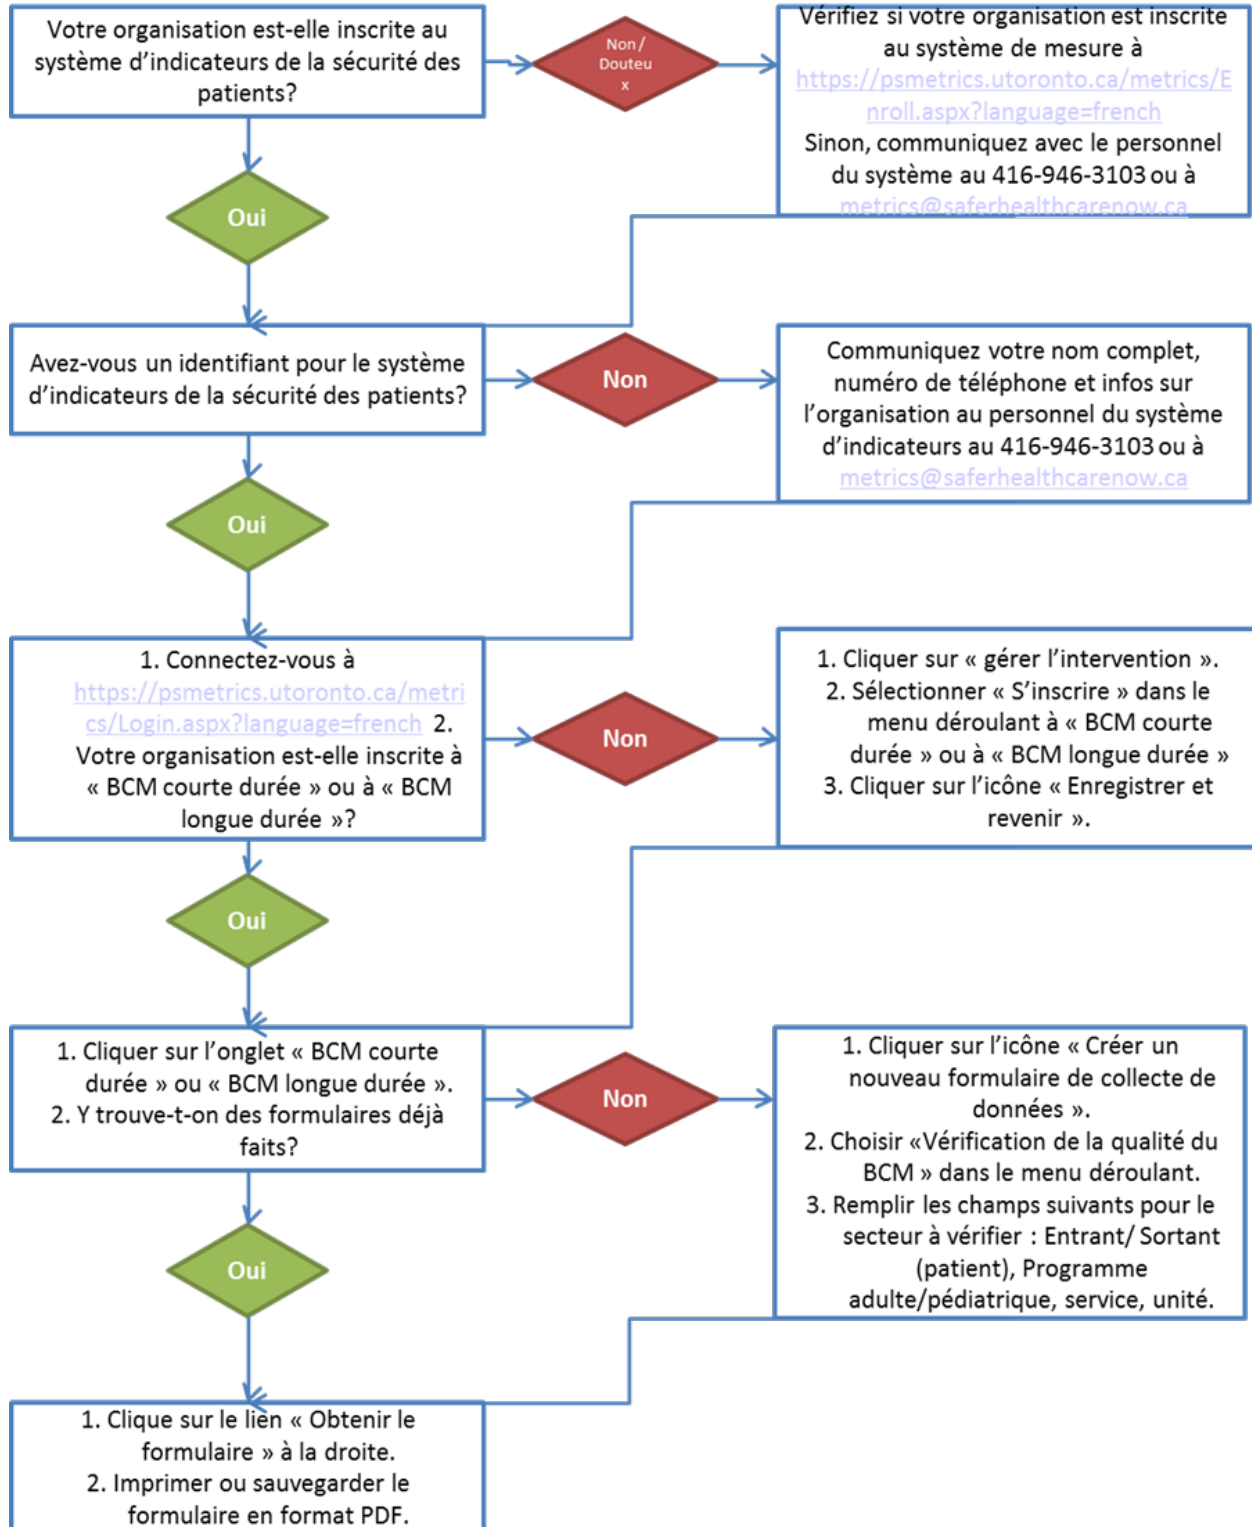 Votre organisation est-elle inscrite au
système d’indicateurs de la sécurité des
patients?
Non /
Douteu
x
Vérifiez si votre organisation est inscrite
au système de mesure à
https://psmetrics.utoronto.ca/metrics/E
nroll.aspx?language=french
Sinon, communiquez avec le personnel
du système au 416-946-3103 ou à
metrics@saferhealthcarenow.ca
Oui
Avez-vous un identifiant pour le système
d’indicateurs de la sécurité des patients?
Non
Communiquez votre nom complet,
numéro de téléphone et infos sur
l’organisation au personnel du système
d’indicateurs au 416-946-3103 ou à
metrics@saferhealthcarenow.ca
Oui
1. Connectez-vous à
https://psmetrics.utoronto.ca/metri
cs/Login.aspx?language=french 2.
Votre organisation est-elle inscrite à
« BCM courte durée » ou à « BCM
longue durée »?
Non
1. Cliquer sur « gérer l’intervention ».
2. Sélectionner « S’inscrire » dans le
menu déroulant à « BCM courte
durée » ou à « BCM longue durée »
3. Cliquer sur l’icône « Enregistrer et
revenir ».
Oui
1. Cliquer sur l’onglet « BCM courte
durée » ou « BCM longue durée ».
2. Y trouve-t-on des formulaires déjà
faits?
Non
1. Cliquer sur l’icône « Créer un
nouveau formulaire de collecte de
données ».
2. Choisir «Vérification de la qualité du
BCM » dans le menu déroulant.
3. Remplir les champs suivants pour le
secteur à vérifier : Entrant/ Sortant
(patient), Programme
adulte/pédiatrique, service, unité.
Oui
1. Clique sur le lien « Obtenir le
formulaire » à la droite.
2. Imprimer ou sauvegarder le
formulaire en format PDF.